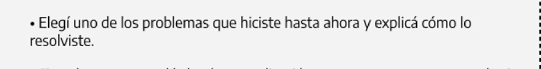 • Elegí uno de los problemas que hiciste hasta ahora y explicá cómo lo
resolviste.